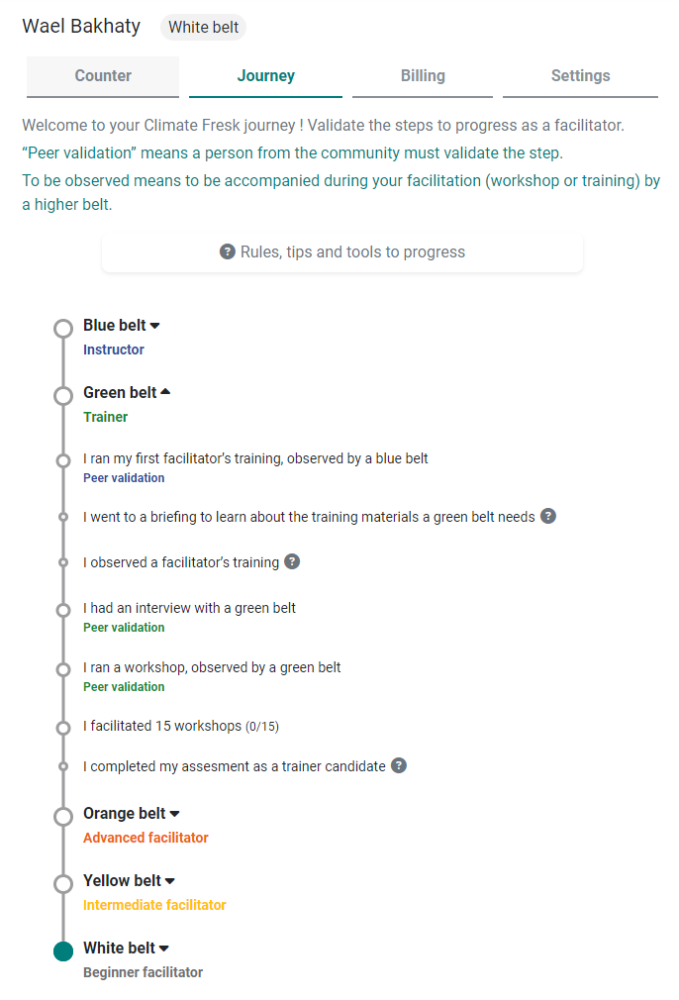 Wael Bakhaty White belt
Counter Journey Billing Settings
Welcome to your Climate Fresk journey ! Validate the steps to progress as a facilitator.
“Peer validation” means a person from the community must validate the step.
To be observed means to be accompanied during your facilitation (workshop or training) by
a higher belt.
? Rules, tips and tools to progress
Blue belt
Instructor
Green belt
Trainer
I ran my first facilitator’s training, observed by a blue belt
Peer validation
I went to a briefing to learn about the training materials a green belt needs ?
I observed a facilitator’s training ?
I had an interview with a green belt
Peer validation
I ran a workshop, observed by a green belt
Peer validation
I facilitated 15 workshops (0/15)
I completed my assesment as a trainer candidate ?
Orange belt
Advanced facilitator
Yellow belt
Intermediate facilitator
White belt
Beginner facilitator